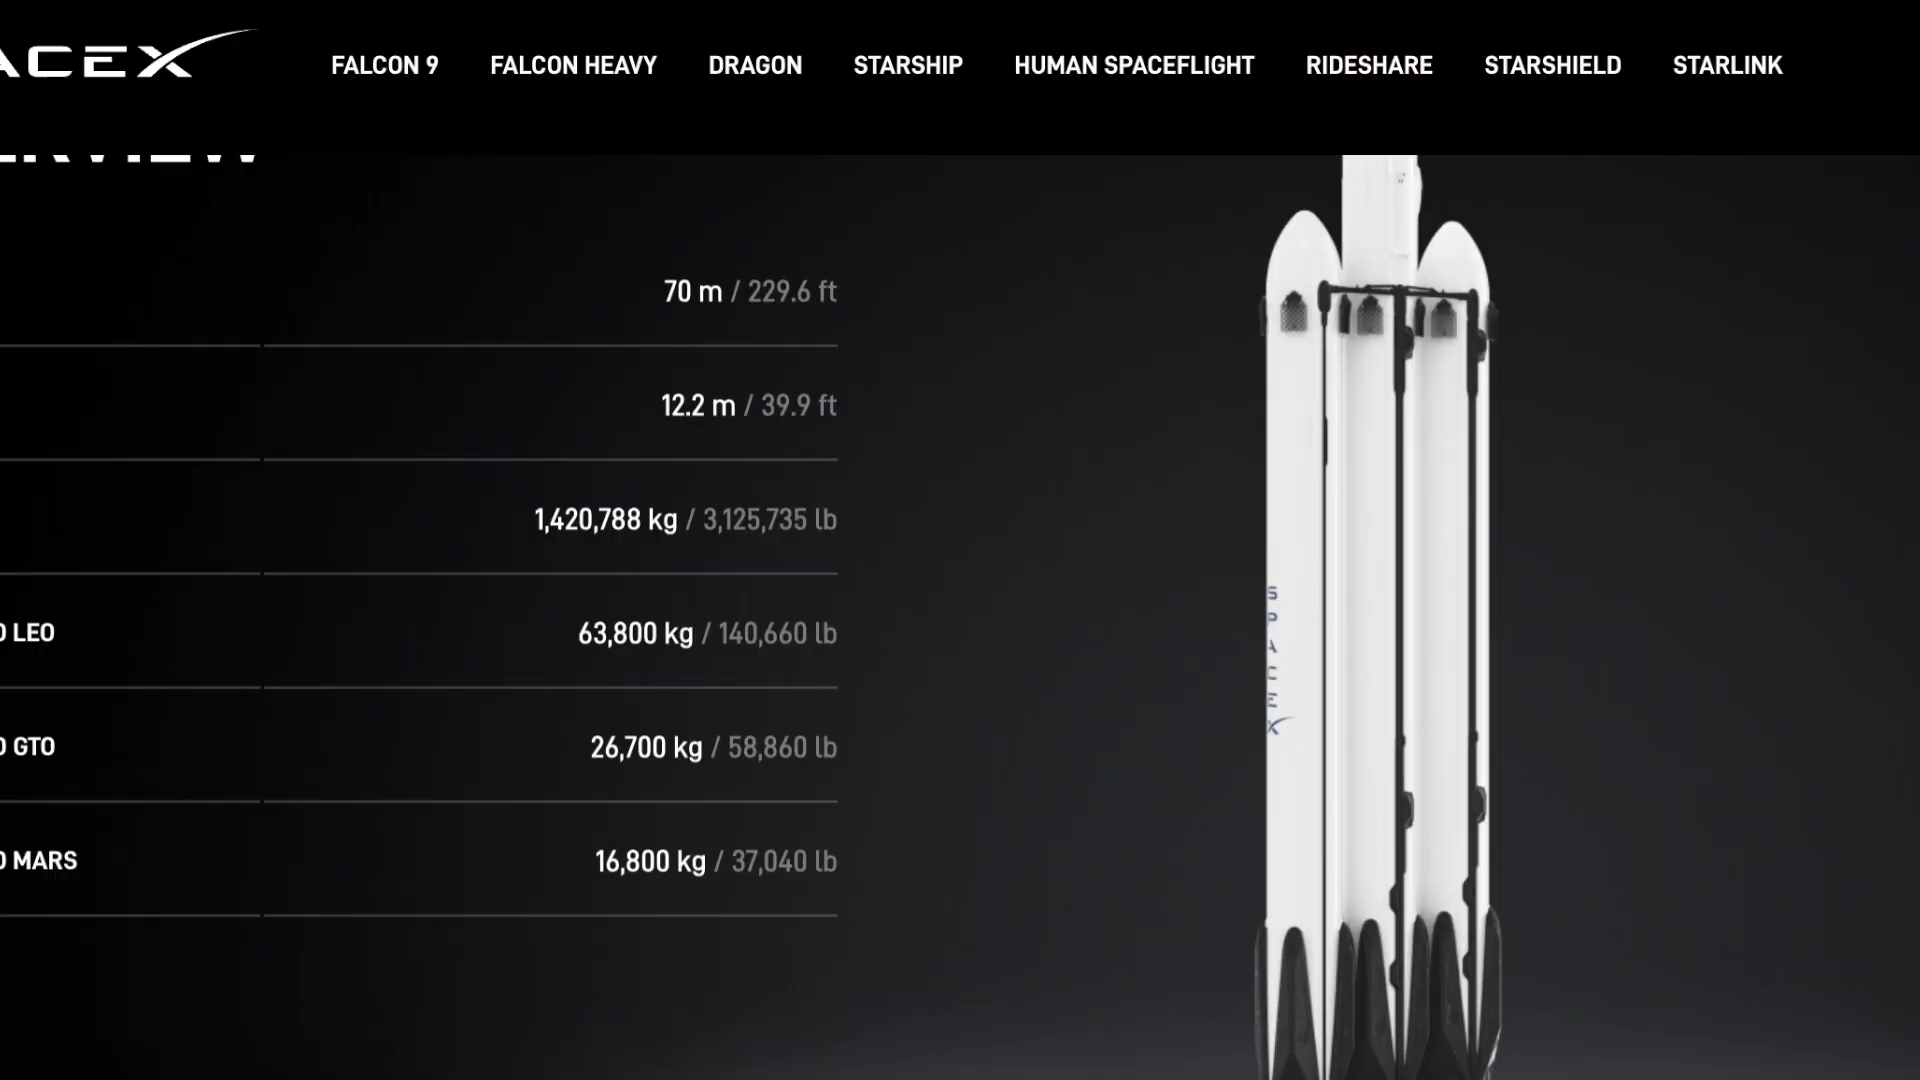 ACEX
FALCON 9 FALCON HEAVY DRAGON STARSHIP HUMAN SPACEFLIGHT RIDESHARE STARSHIELD STARLINK
70 m / 229.6 ft
12.2 m / 39.9 ft
1,420,788 kg / 3,125,735 lb
O LEO 63,800 kg / 140,660 lb
O GTO 26,700 kg / 58,860 lb
O MARS 16,800 kg / 37,040 lb
SPACEX